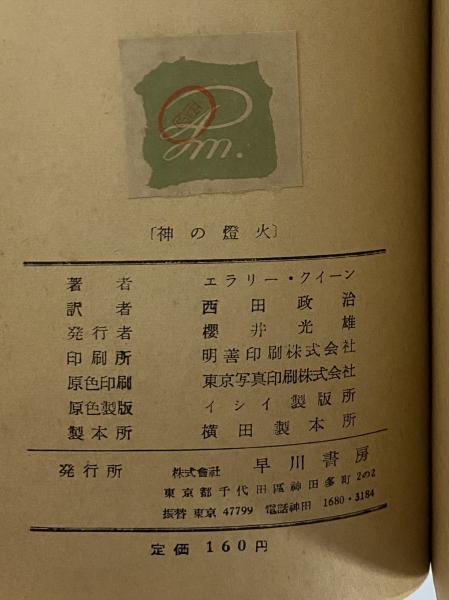 Pm.
〔神の燈火〕
著者 エラリー・クイーン
訳者 西田政治
発行者 櫻井光雄
印刷所 明善印刷株式会社
原色印刷 東京写真印刷株式会社
原色製版 イシイ製版所
製本所 横田製本所
発行所 株式會社 早川書房
東京都千代田區神田多町2の2
振替 東京 47799 電話神田 1680・3184
定価 160円